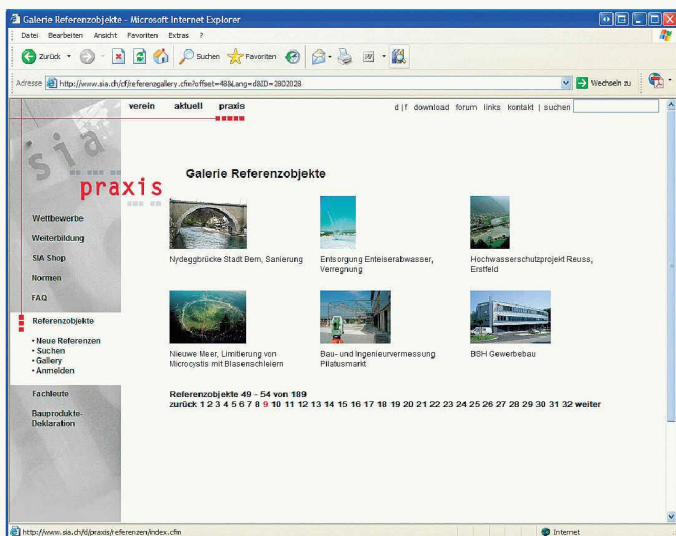 Galerie Referenzobjekte - Microsoft Internet Explorer
Datei Bearbeiten Ansicht Favoriten Extras ?
Zurück Suchen Favoriten
Adresse http://www.sia.ch/cf/referenzgallery.cfm?offset=48&Lang=d&ID=2802028 Wechseln zu
verein aktuell praxis d | f download forum links kontakt | suchen
sia
praxis
Galerie Referenzobjekte
Wettbewerbe
Weiterbildung
SIA Shop
Normen
FAQ
Referenzobjekte
• Neue Referenzen
• Suchen
• Gallery
• Anmelden
Fachleute
Bauprodukte-
Deklaration
Nydeggbrücke Stadt Bern, Sanierung
Entsorgung Enteiserabwasser,
Verregnung
Hochwasserschutzprojekt Reuss,
Erstfeld
Nieuwe Meer, Limitierung von
Microcystis mit Blasenschleiern
Bau- und Ingenieurvermessung
Pilatusmarkt
BSH Gewerbebau
Referenzobjekte 49 - 54 von 189
zurück 1 2 3 4 5 6 7 8 9 10 11 12 13 14 15 16 17 18 19 20 21 22 23 24 25 26 27 28 29 30 31 32 weiter
http://www.sia.ch/d/praxis/referenzen/index.cfm Internet